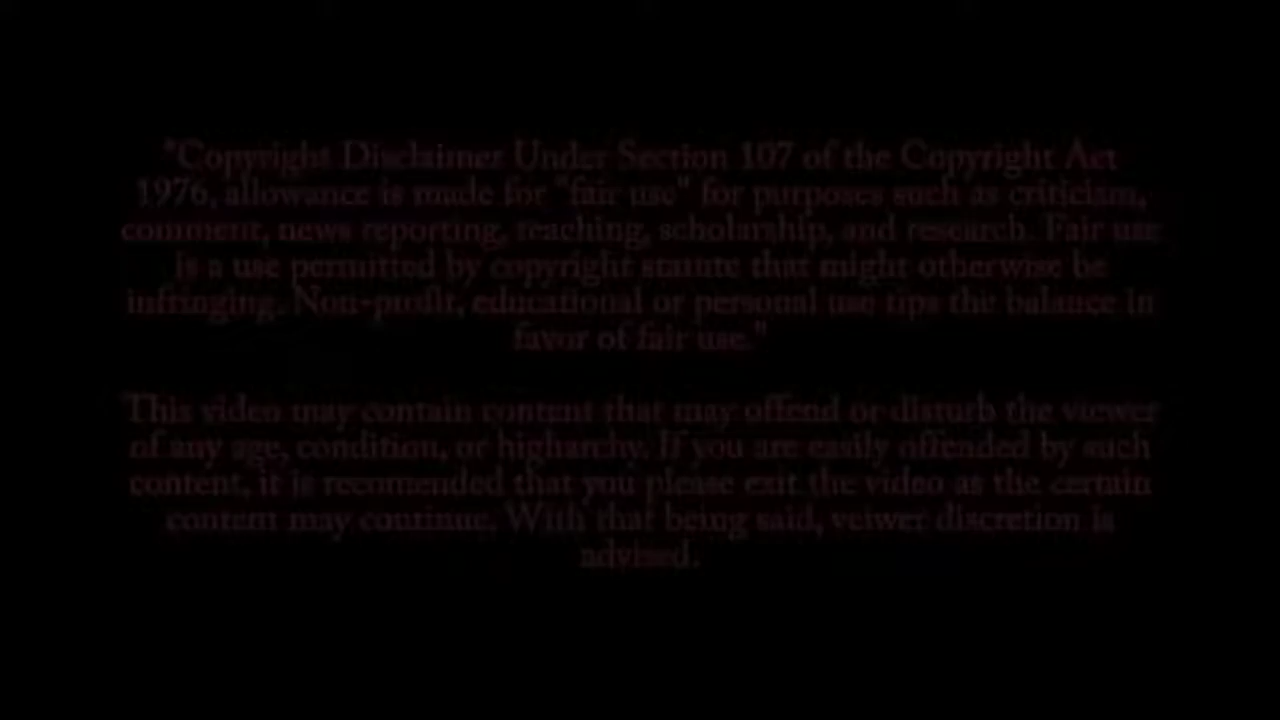 "Copyright Disclaimer Under Section 107 of the Copyright Act
1976, allowance is made for "fair use" for purposes such as criticism,
comment, news reporting, teaching, scholarship, and research. Fair use
is a use permitted by copyright statute that might otherwise be
infringing. Non-profit, educational or personal use tips the balance in
favor of fair use."
This video may contain content that may offend or disturb the viewer
of any age, condition, or higharchy. If you are easily offended by such
content, it is recomended that you please exit the video as the certain
content may continue. With that being said, veiwer discretion is
advised.